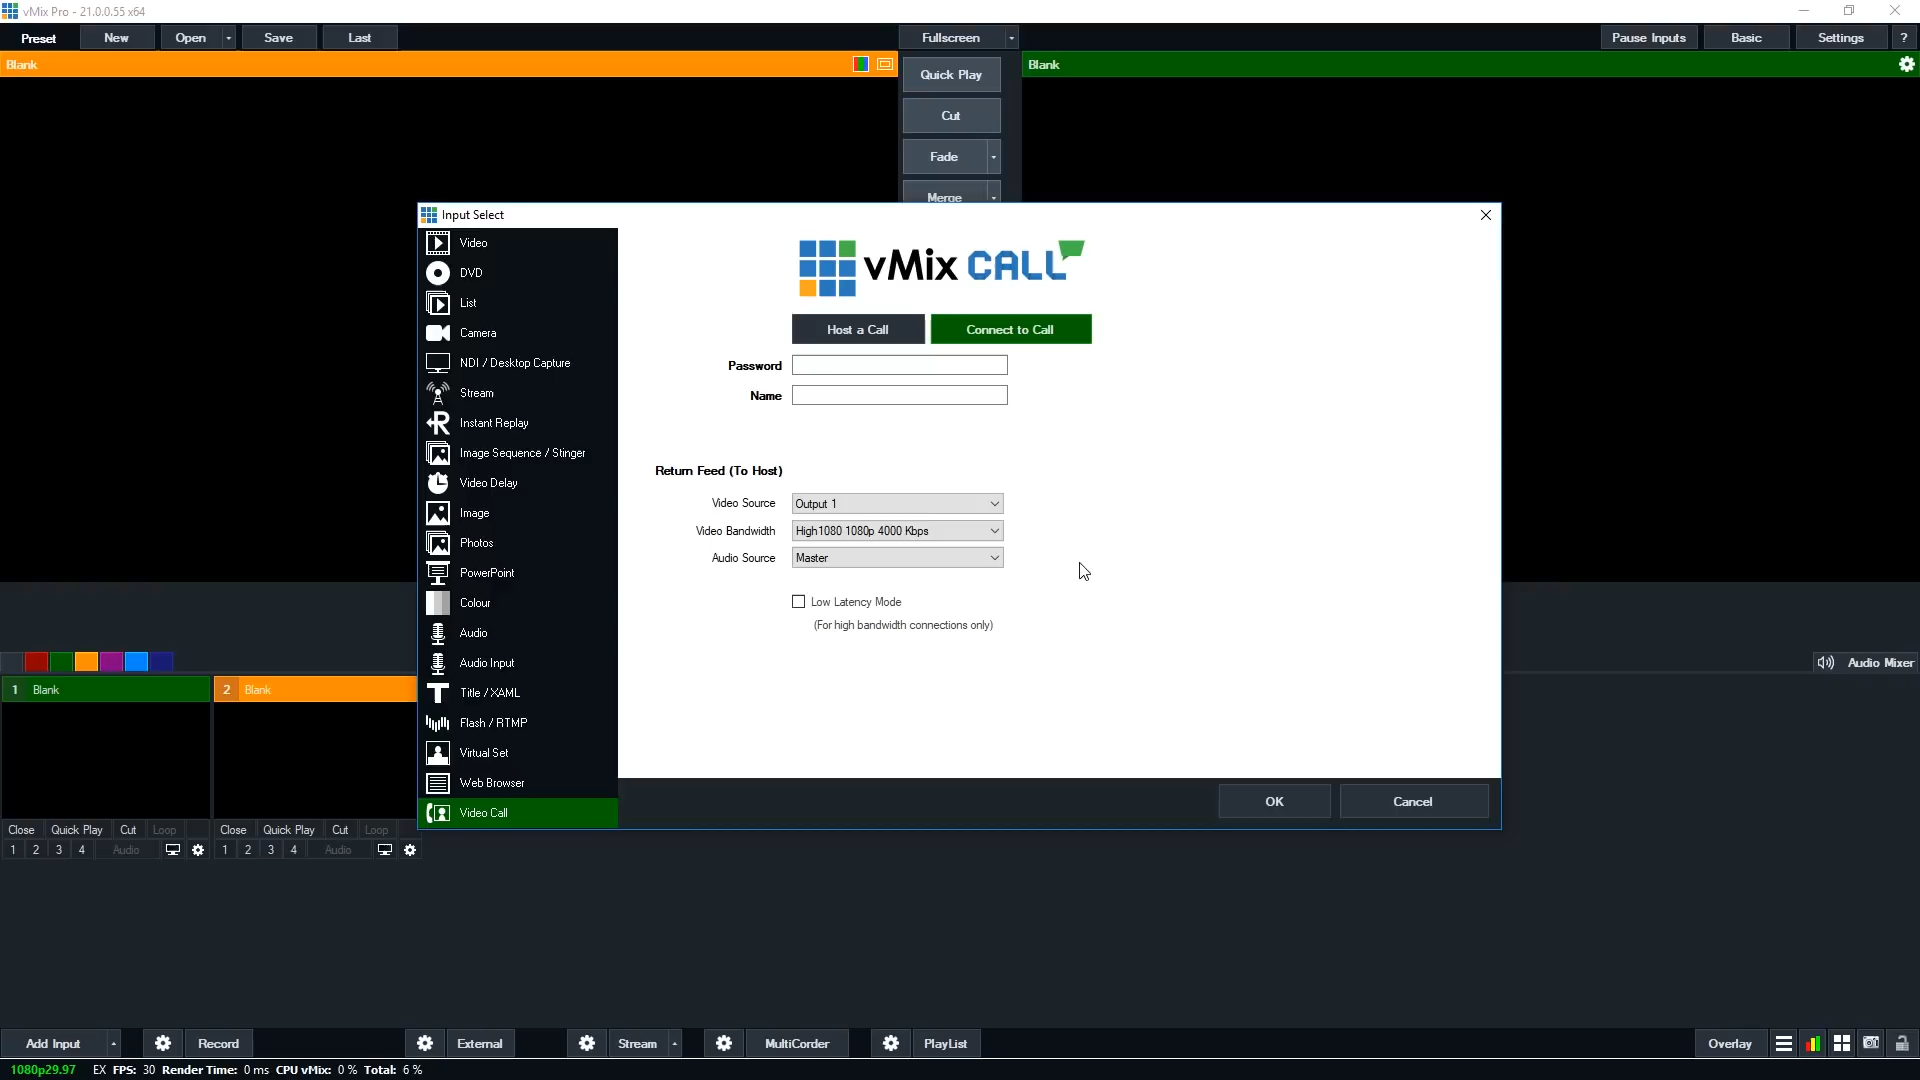 vMix Pro - 21.0.0.55 x64
Preset New Open Save Last Fullscreen Pause Inputs Basic Settings ?
Blank
Blank
Quick Play
Cut
Fade
Merge
Input Select
Video
DVD
List
Camera
NDI / Desktop Capture
Stream
Instant Replay
Image Sequence / Stinger
Video Delay
Image
Photos
PowerPoint
Colour
Audio
Audio Input
Title / XAML
Flash / RTMP
Virtual Set
Web Browser
Video Call
vMix CALL
Host a Call Connect to Call
Password
Name
Return Feed (To Host)
Video Source Output 1
Video Bandwidth High1080 1080p 4000 Kbps
Audio Source Master
Low Latency Mode
(For high bandwidth connections only)
OK Cancel
Audio Mixer
1 Blank
2 Blank
Close Quick Play Cut Loop
1 2 3 4 Audio
Close Quick Play Cut Loop
1 2 3 4 Audio
Add Input Record External Stream MultiCorder PlayList Overlay
1080p29.97 EX FPS: 30 Render Time: 0 ms CPU vMix: 0 % Total: 6 %